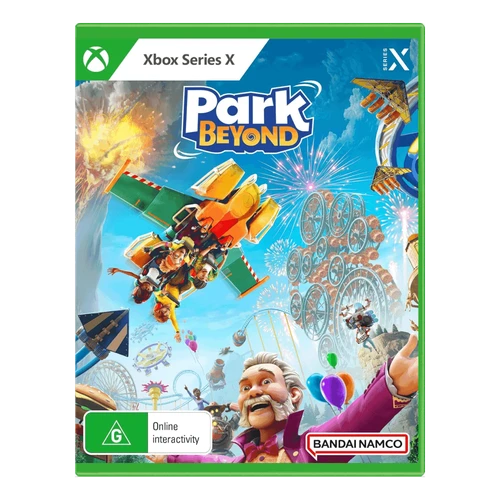 Xbox Series X
SERIES X
Park
BEYOND
G
Online
interactivity
BANDAI NAMCO